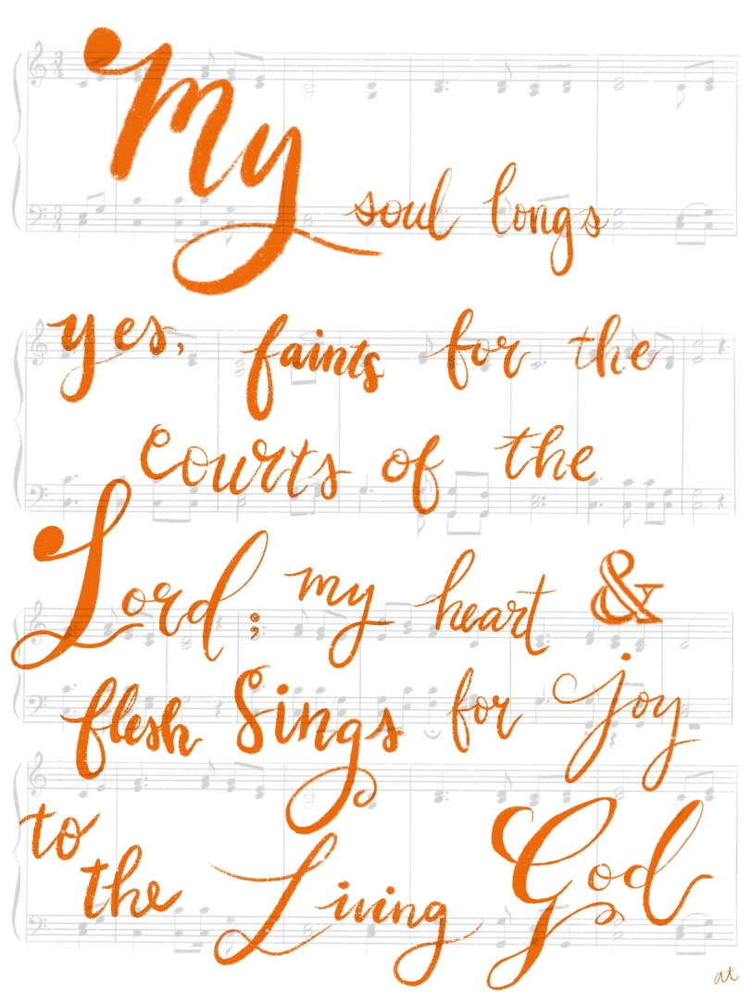 My soul longs
yes, faints for the
courts of the
Lord; my heart &
flesh Sings for joy
to the Living God
at